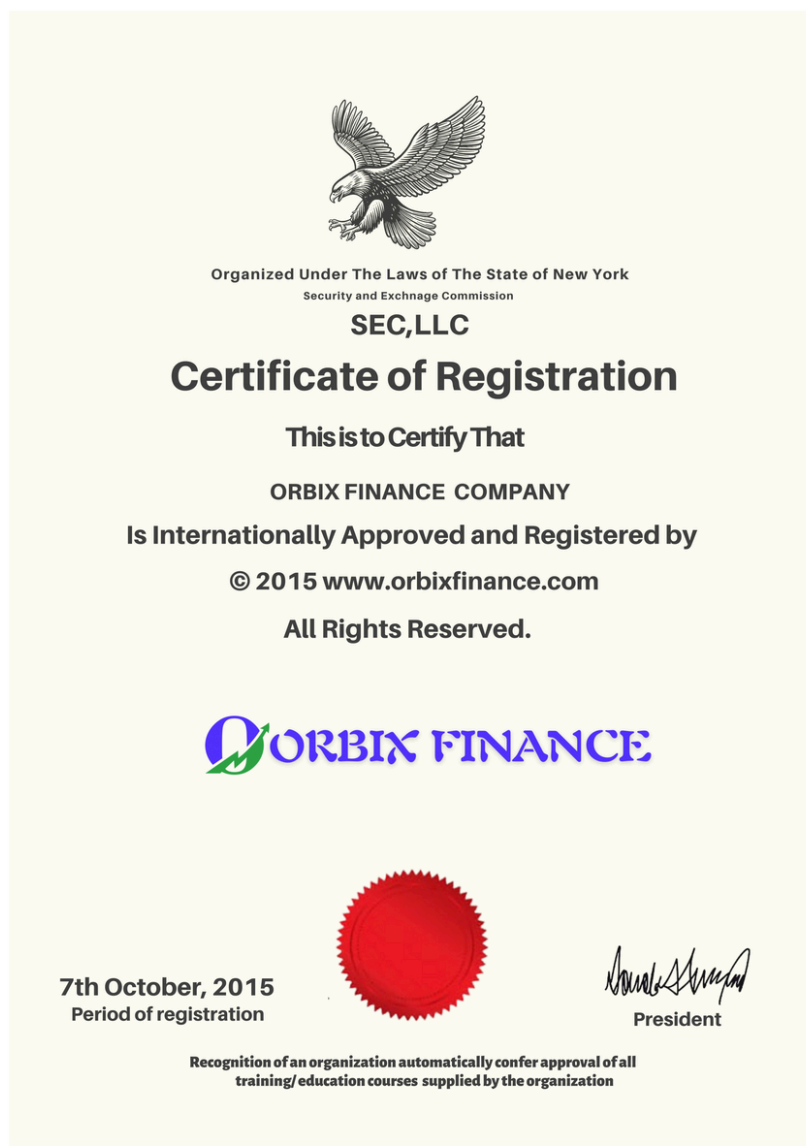 Organized Under The Laws of The State of New York
Security and Exchnage Commission
SEC,LLC
Certificate of Registration
This is to Certify That
ORBIX FINANCE COMPANY
Is Internationally Approved and Registered by
© 2015 www.orbixfinance.com
All Rights Reserved.
ORBIX FINANCE
7th October, 2015
Period of registration
President
Recognition of an organization automatically confer approval of all
training/ education courses supplied by the organization